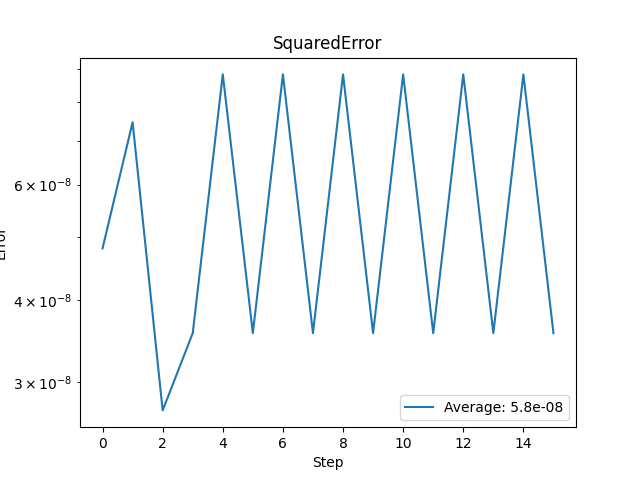 SquaredError
6 × 10⁻⁸
4 × 10⁻⁸
3 × 10⁻⁸
Error
Average: 5.8e-08
0 2 4 6 8 10 12 14
Step